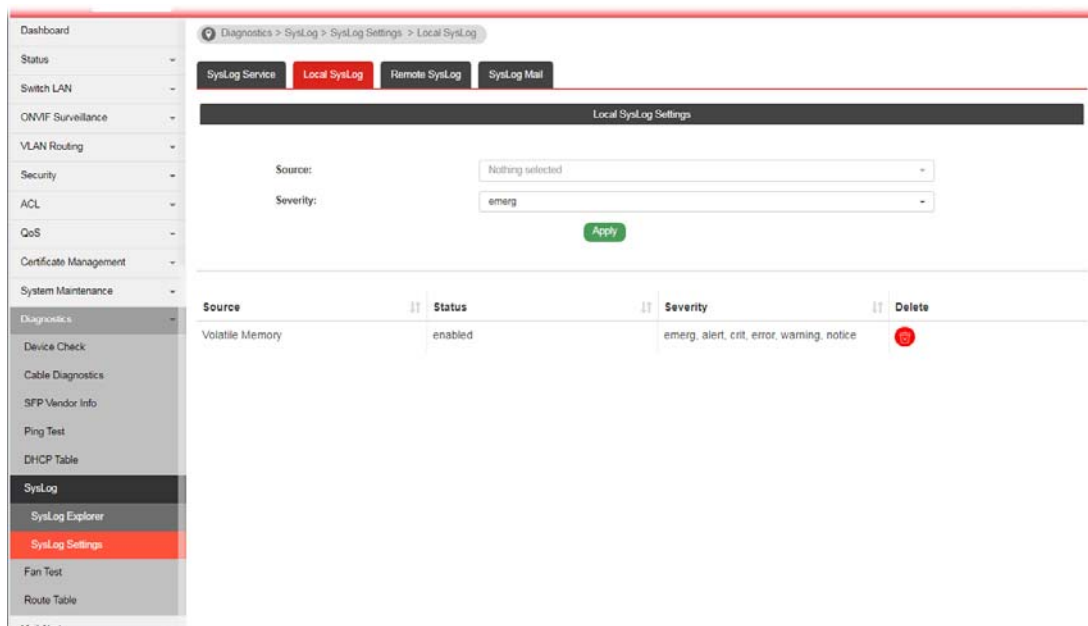 Dashboard
Status
Switch LAN
ONVIF Surveillance
VLAN Routing
Security
ACL
QoS
Certificate Management
System Maintenance
Diagnostics
Device Check
Cable Diagnostics
SFP Vendor Info
Ping Test
DHCP Table
SysLog
SysLog Explorer
SysLog Settings
Fan Test
Route Table
Diagnostics > SysLog > SysLog Settings > Local SysLog
SysLog Service Local SysLog Remote SysLog SysLog Mail
Local SysLog Settings
Source: Nothing selected
Severity: emerg
Apply
Source Status Severity Delete
Volatile Memory enabled emerg, alert, crit, error, warning, notice